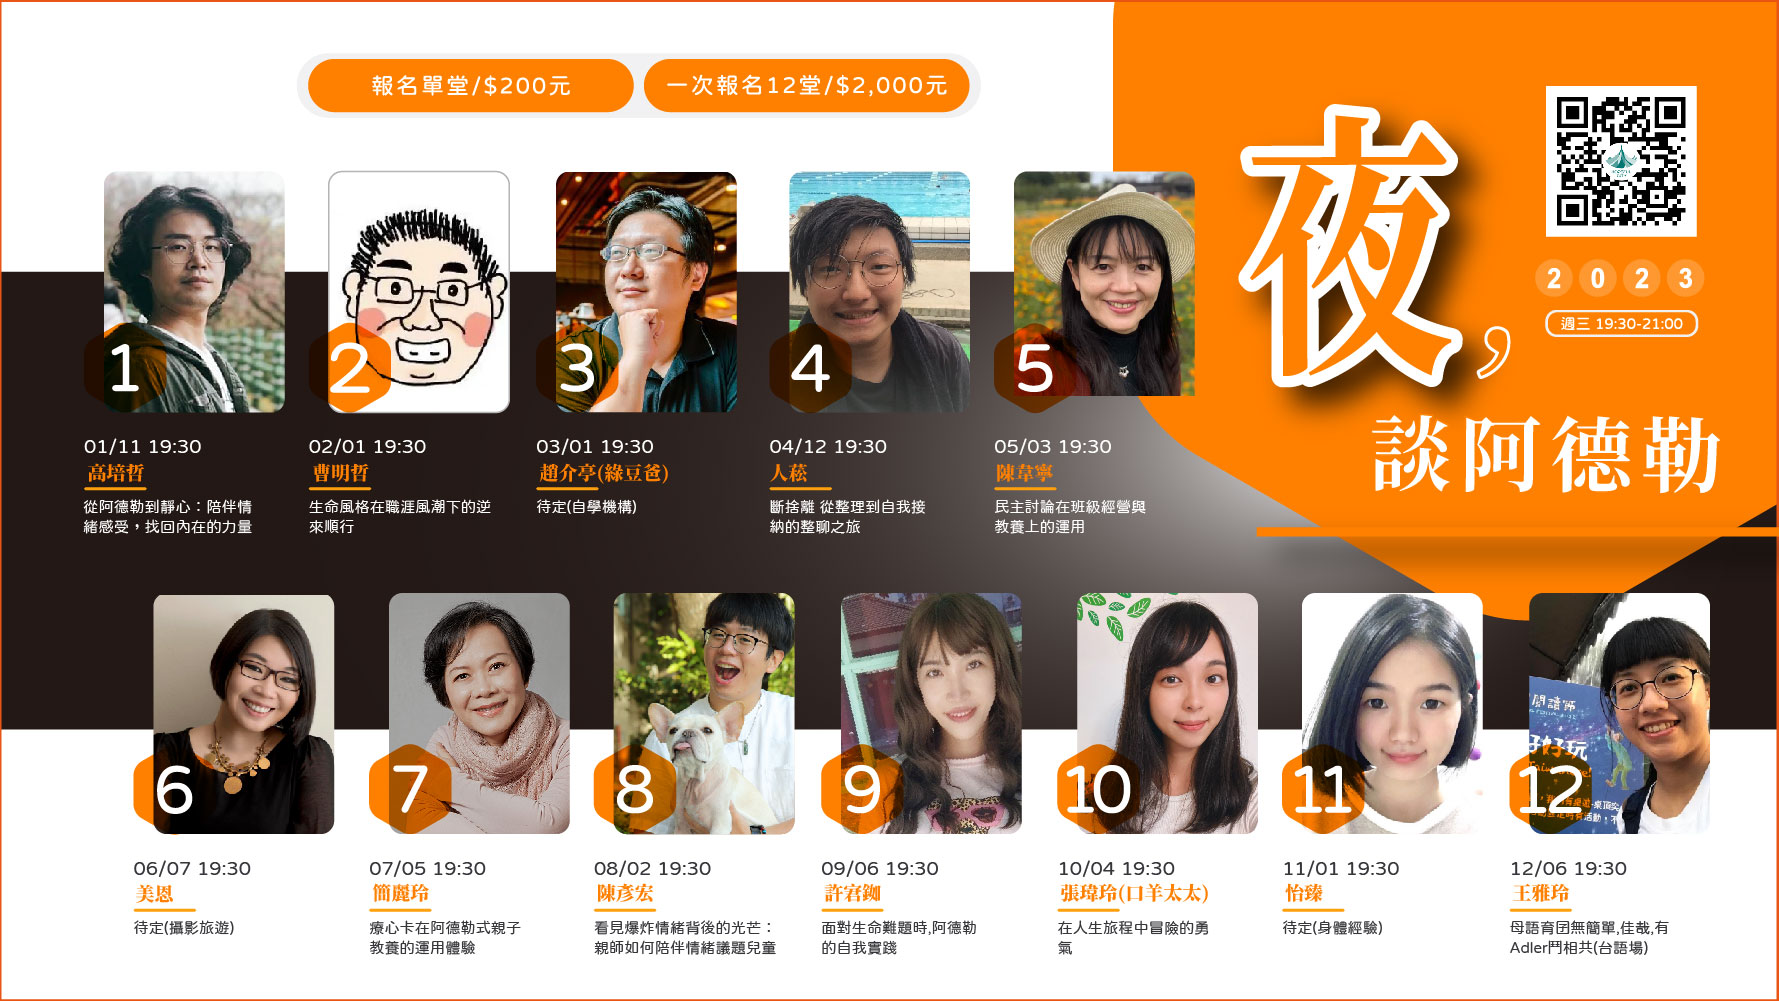 報名單堂/$200元
一次報名12堂/$2,000元
夜,
談阿德勒
2023
週三 19:30-21:00
1
01/11 19:30
高培哲
從阿德勒到靜心：陪伴情
緒感受，找回內在的力量
2
02/01 19:30
曹明哲
生命風格在職涯風潮下的逆
來順行
3
03/01 19:30
趙介亭(綠豆爸)
待定(自學機構)
4
04/12 19:30
人菘
斷捨離 從整理到自我接
納的整聊之旅
5
05/03 19:30
陳韋寧
民主討論在班級經營與
教養上的運用
6
06/07 19:30
美恩
待定(攝影旅遊)
7
07/05 19:30
簡麗玲
療心卡在阿德勒式親子
教養的運用體驗
8
08/02 19:30
陳彥宏
看見爆炸情緒背後的光芒：
親師如何陪伴情緒議題兒童
9
09/06 19:30
許宭鉫
面對生命難題時,阿德勒
的自我實踐
10
10/04 19:30
張瑋玲(口羊太太)
在人生旅程中冒險的勇
氣
11
11/01 19:30
怡臻
待定(身體經驗)
閱讀師
好玩
12
12/06 19:30
王雅玲
母語育囝無簡單,佳哉,有
Adler鬥相共(台語場)